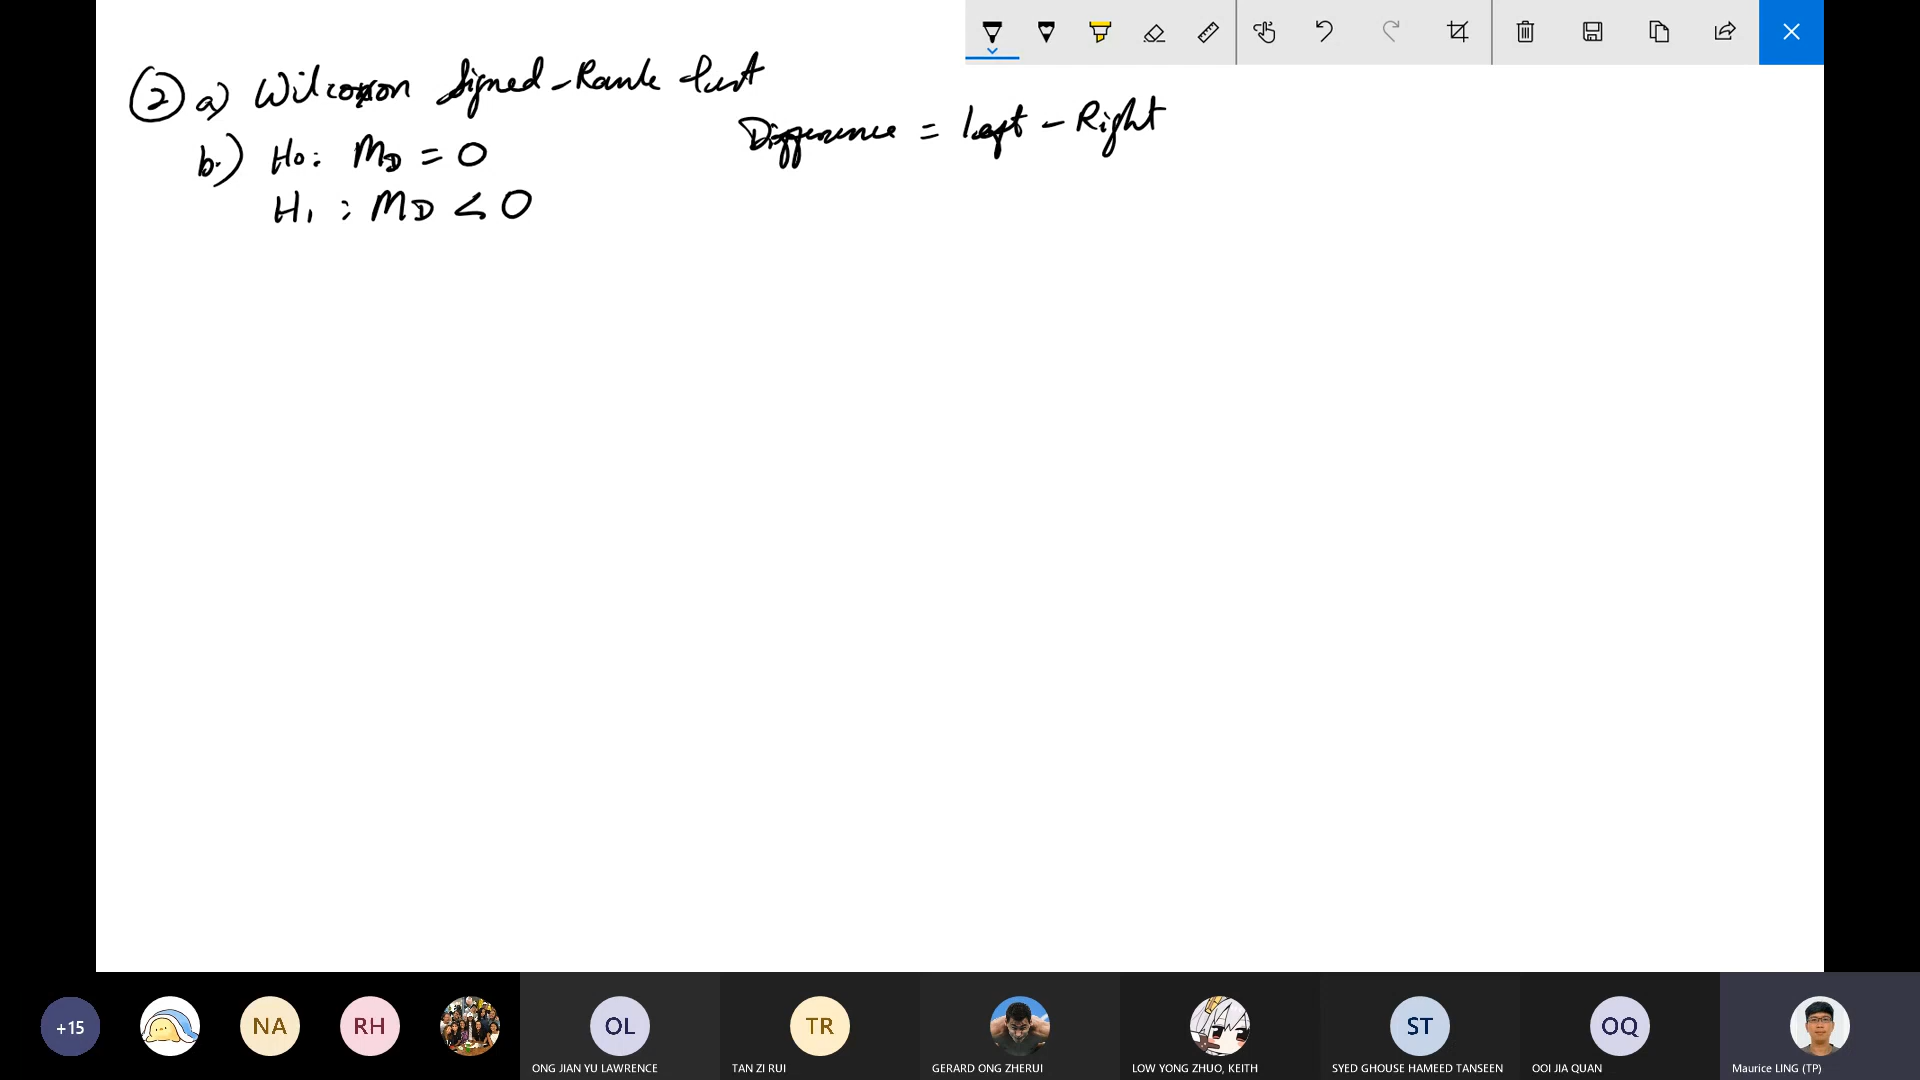 ② a) Wilcoxon Signed-Rank test
Difference = Left - Right
b.) H0: MD = 0
H1: MD < 0
+15
NA
RH
OL
ONG JIAN YU LAWRENCE
TR
TAN ZI RUI
GERARD ONG ZHERUI
LOW YONG ZHUO, KEITH
ST
SYED GHOUSE HAMEED TANSEEN
OQ
OOI JIA QUAN
Maurice LING (TP)